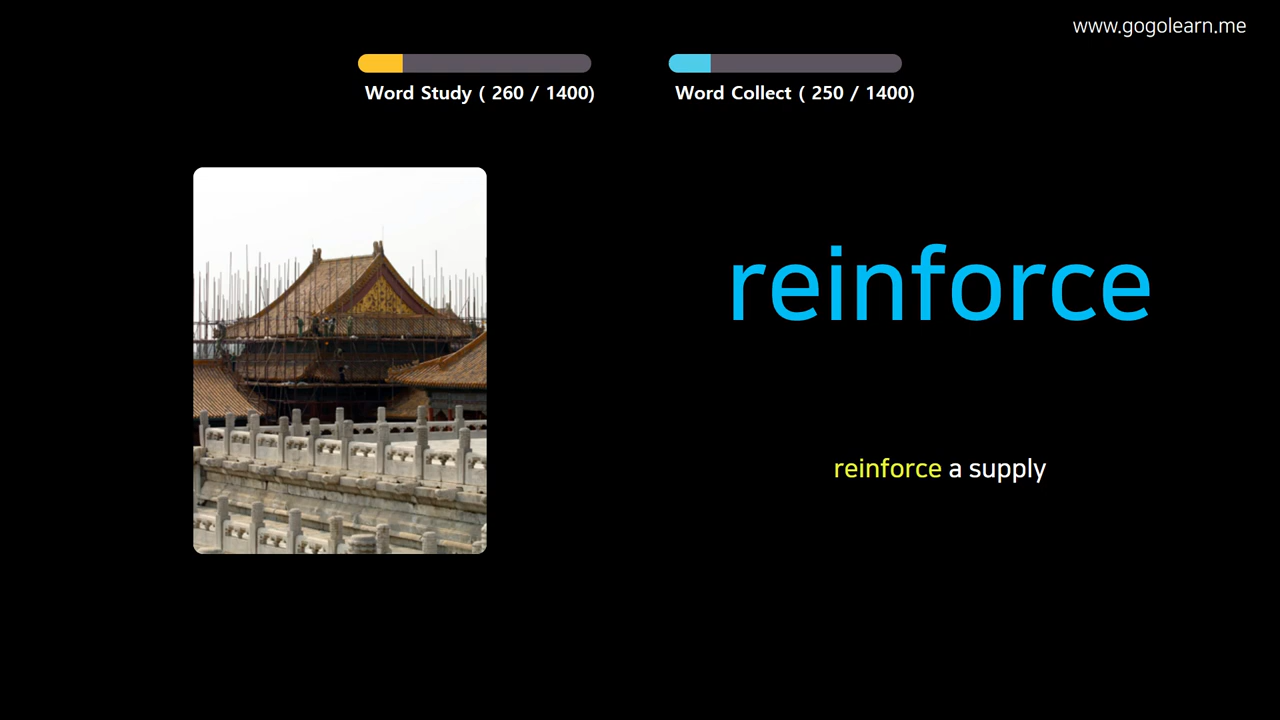 www.gogolearn.me
Word Study ( 260 / 1400)
Word Collect ( 250 / 1400)
reinforce
reinforce a supply